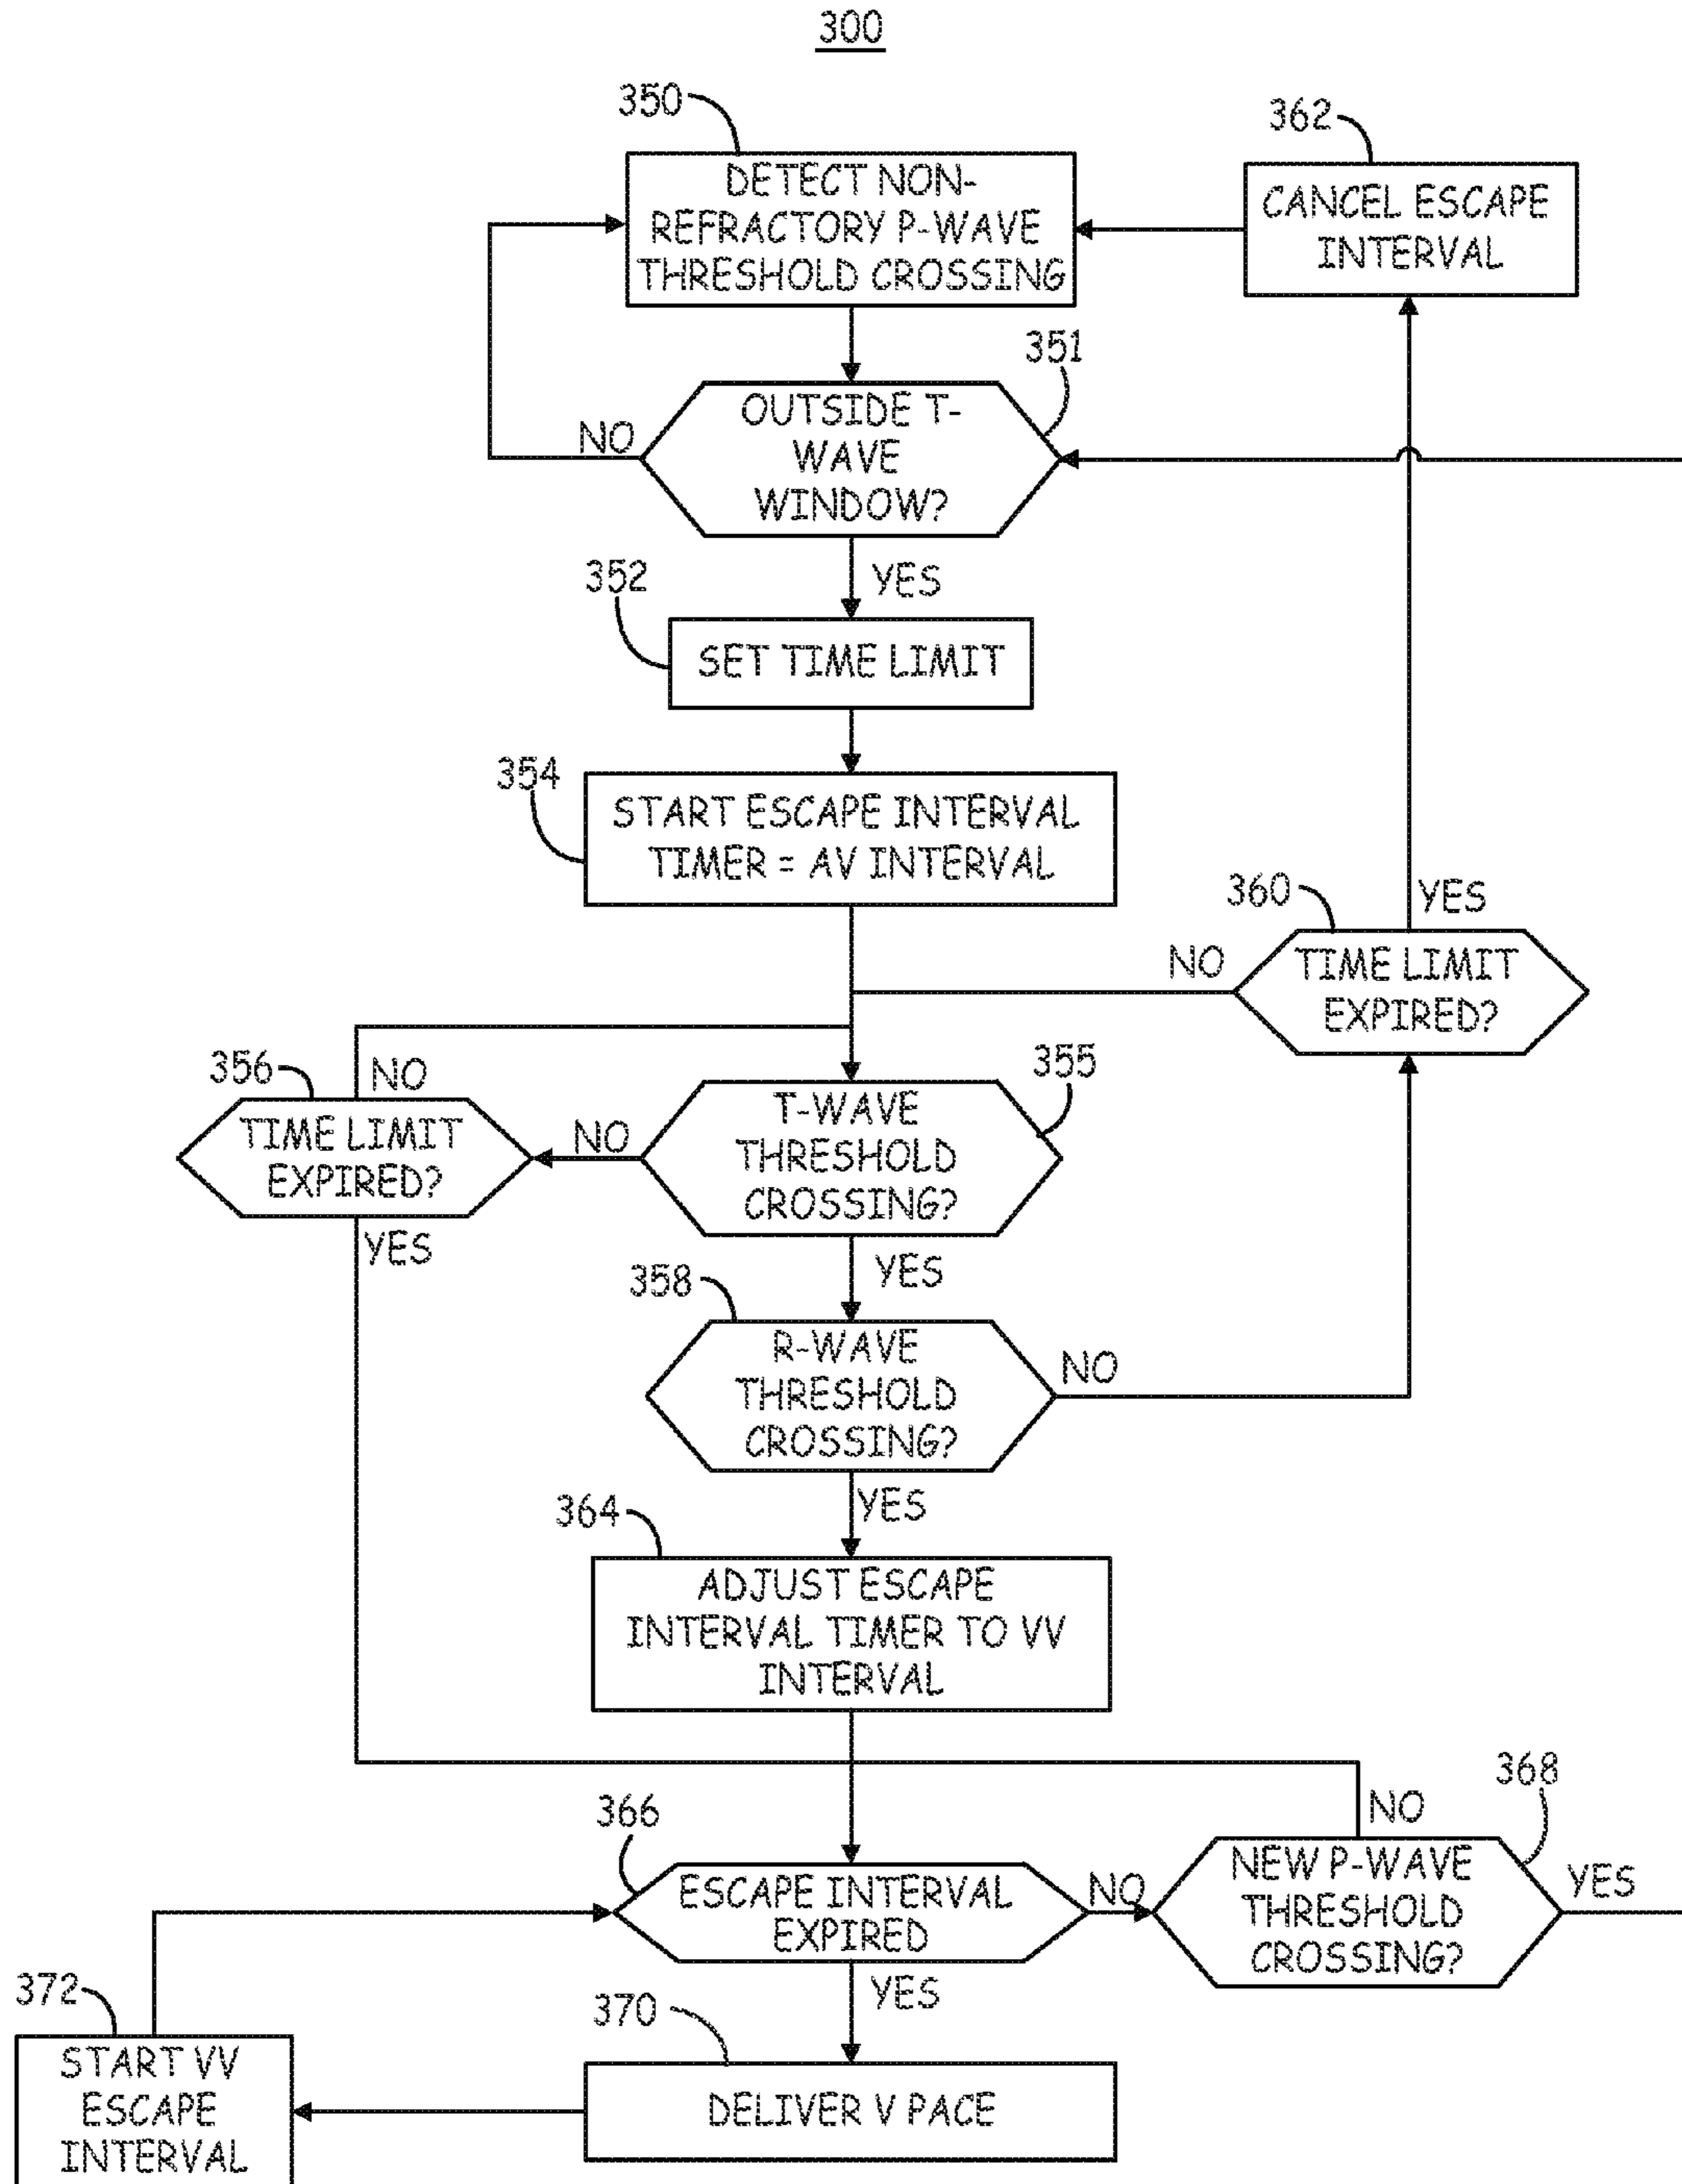 300
350
DETECT NON-
REFRACTORY P-WAVE
THRESHOLD CROSSING
362
CANCEL ESCAPE
INTERVAL
351
OUTSIDE T-
WAVE
WINDOW?
NO
YES
352
SET TIME LIMIT
354
START ESCAPE INTERVAL
TIMER = AV INTERVAL
360
YES
NO
TIME LIMIT
EXPIRED?
356
NO
TIME LIMIT
EXPIRED?
YES
NO
355
T-WAVE
THRESHOLD
CROSSING?
YES
358
R-WAVE
THRESHOLD
CROSSING?
NO
YES
364
ADJUST ESCAPE
INTERVAL TIMER TO VV
INTERVAL
366
ESCAPE INTERVAL
EXPIRED
NO
368
NO
NEW P-WAVE
THRESHOLD
CROSSING?
YES
YES
370
DELIVER V PACE
372
START VV
ESCAPE
INTERVAL